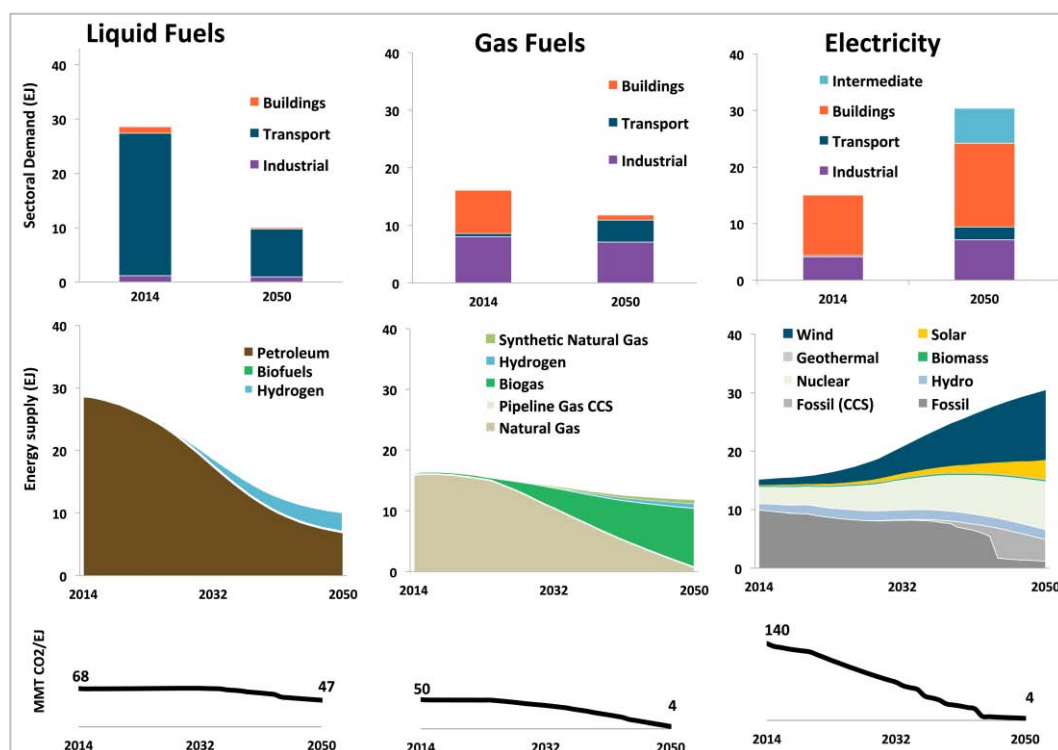 Liquid Fuels
Gas Fuels
Electricity
Sectoral Demand (EJ)
40
30
20
10
0
Buildings
Transport
Industrial
2014
2050
40
30
20
10
0
Buildings
Transport
Industrial
2014
2050
40
30
20
10
0
Intermediate
Buildings
Transport
Industrial
2014
2050
Energy supply (EJ)
40
30
20
10
0
Petroleum
Biofuels
Hydrogen
2014
2032
2050
40
30
20
10
0
Synthetic Natural Gas
Hydrogen
Biogas
Pipeline Gas CCS
Natural Gas
2014
2032
2050
40
30
20
10
0
Wind
Solar
Geothermal
Biomass
Nuclear
Hydro
Fossil (CCS)
Fossil
2014
2032
2050
MMT CO2/EJ
68
47
2014
2032
2050
50
4
2014
2032
2050
140
4
2014
2032
2050